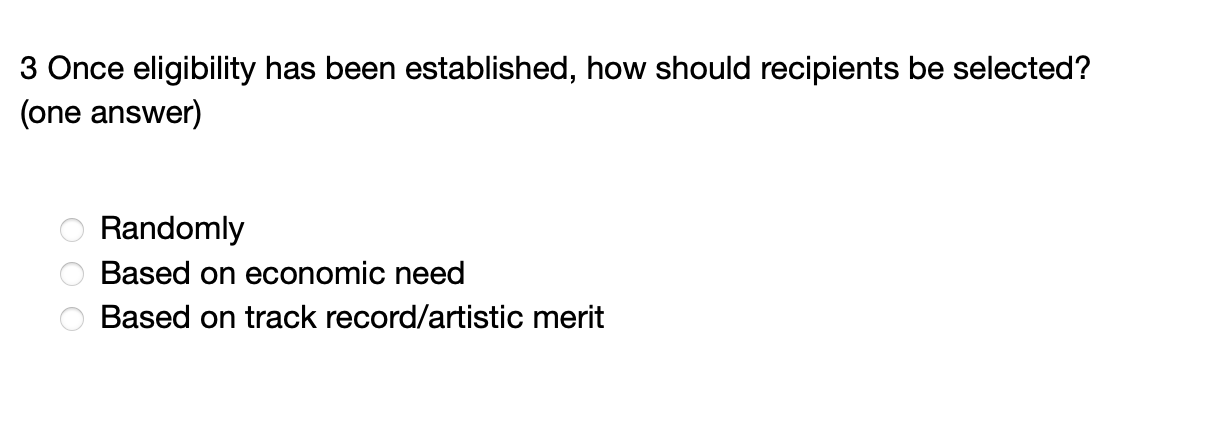 3 Once eligibility has been established, how should recipients be selected?
(one answer)
Randomly
Based on economic need
Based on track record/artistic merit